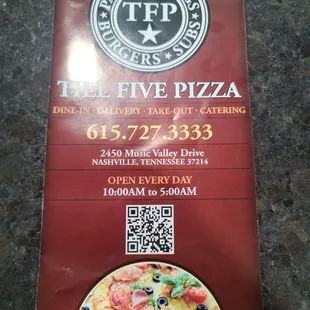 TFP
BURGERS
SUBS
TILL FIVE PIZZA
DINE-IN · DELIVERY · TAKE-OUT · CATERING
615.727.3333
2450 Music Valley Drive
NASHVILLE, TENNESSEE 37214
OPEN EVERY DAY
10:00AM to 5:00AM